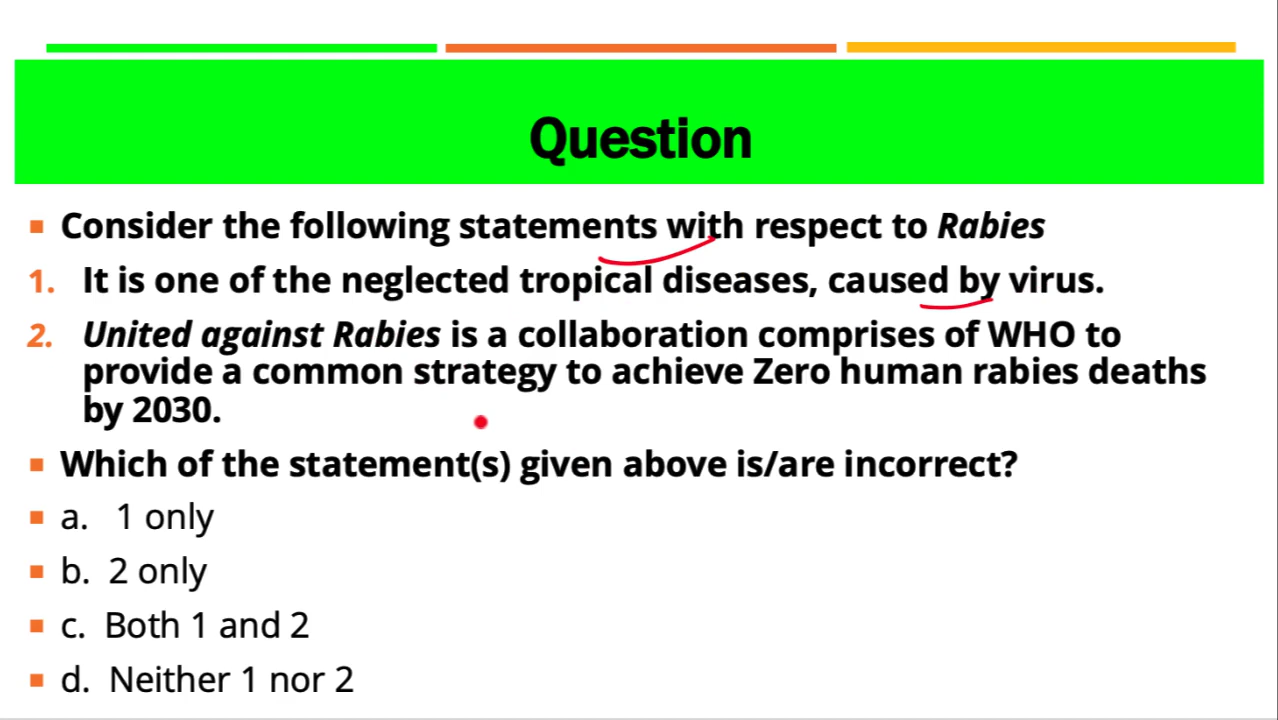 Question
Consider the following statements with respect to Rabies
1. It is one of the neglected tropical diseases, caused by virus.
2. United against Rabies is a collaboration comprises of WHO to
provide a common strategy to achieve Zero human rabies deaths
by 2030.
Which of the statement(s) given above is/are incorrect?
a. 1 only
b. 2 only
c. Both 1 and 2
d. Neither 1 nor 2